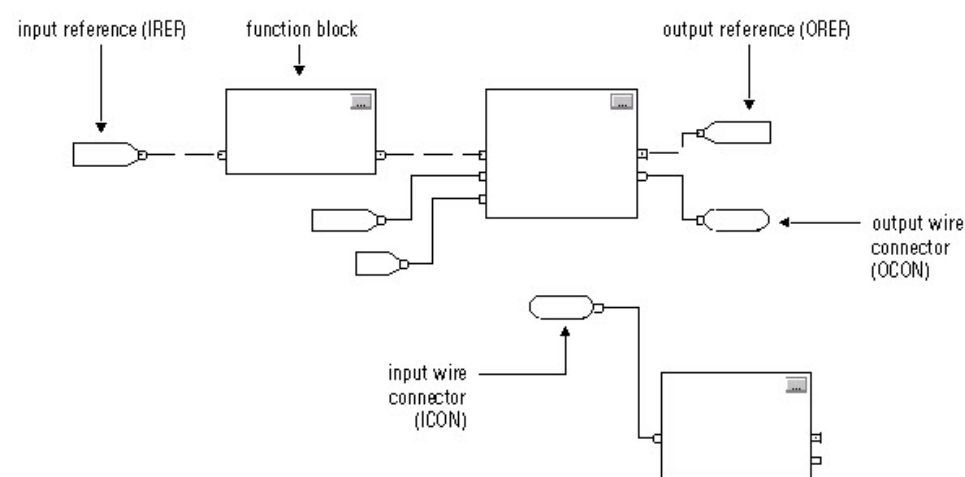 input reference (IREF)
function block
output reference (OREF)
...
...
output wire
connector
(OCON)
input wire
connector
(ICON)
...